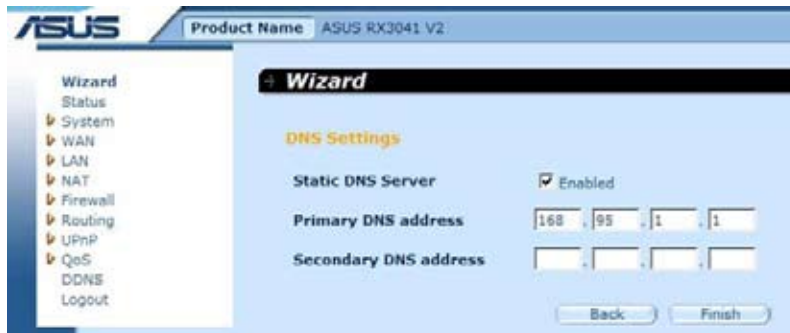 ASUS
Product Name ASUS RX3041 V2
Wizard
Status
System
WAN
LAN
NAT
Firewall
Routing
UPnP
QoS
DDNS
Logout
Wizard
DNS Settings
Static DNS Server Enabled
Primary DNS address 168 . 95 . 1 . 1
Secondary DNS address . . .
Back Finish